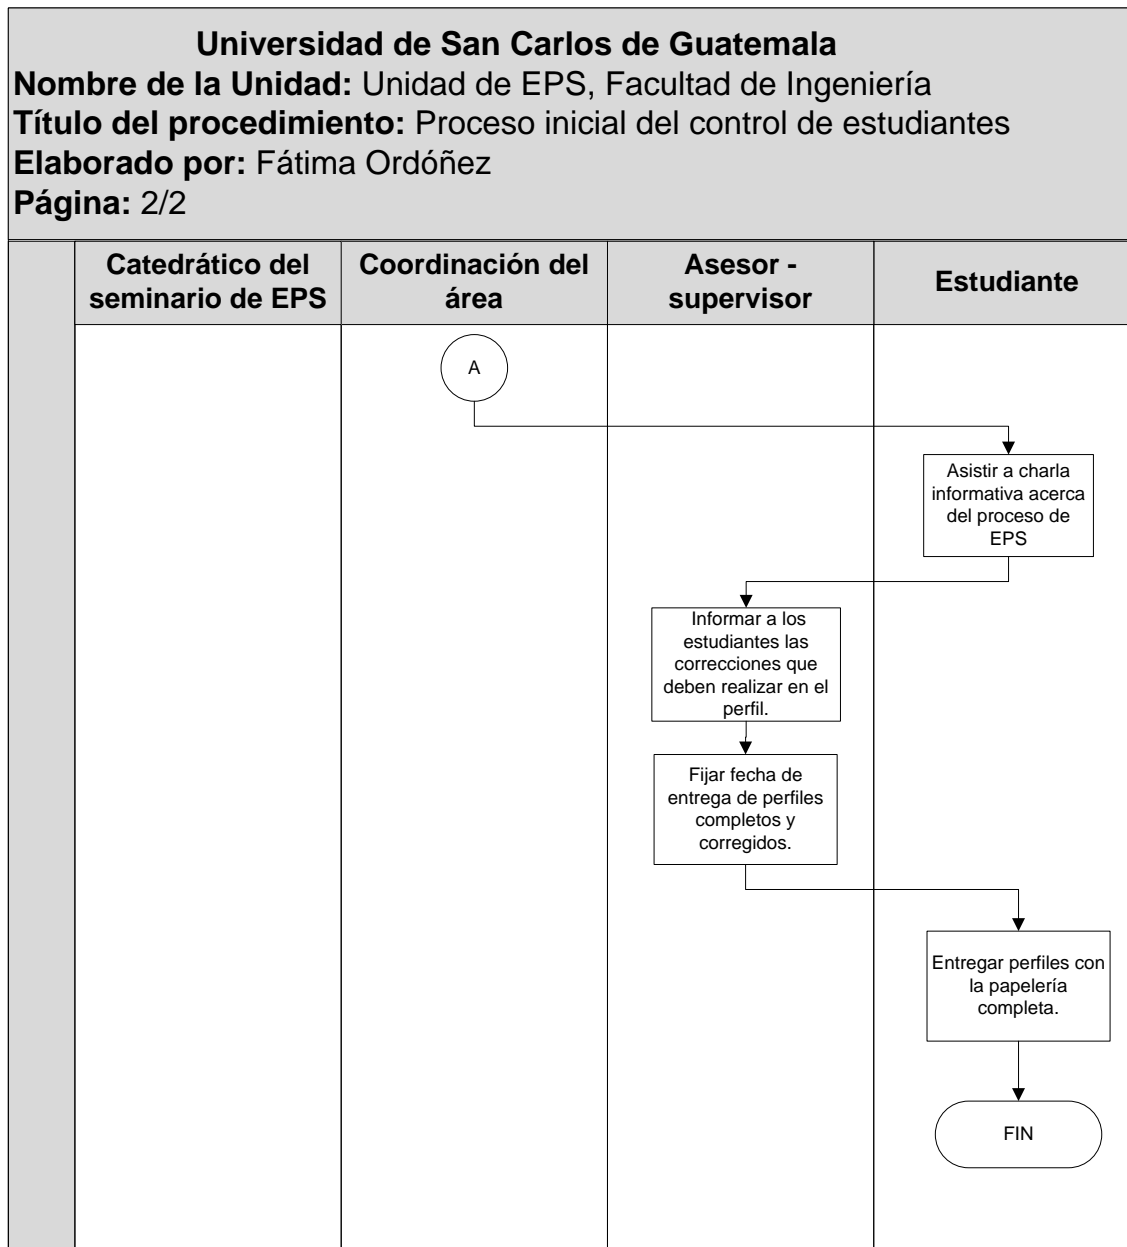 Universidad de San Carlos de Guatemala
Nombre de la Unidad: Unidad de EPS, Facultad de Ingeniería
Título del procedimiento: Proceso inicial del control de estudiantes
Elaborado por: Fátima Ordóñez
Página: 2/2
Catedrático del
seminario de EPS
Coordinación del
área
Asesor -
supervisor
Estudiante
A
Asistir a charla
informativa acerca
del proceso de
EPS
Informar a los
estudiantes las
correcciones que
deben realizar en el
perfil.
Fijar fecha de
entrega de perfiles
completos y
corregidos.
Entregar perfiles con
la papelería
completa.
FIN